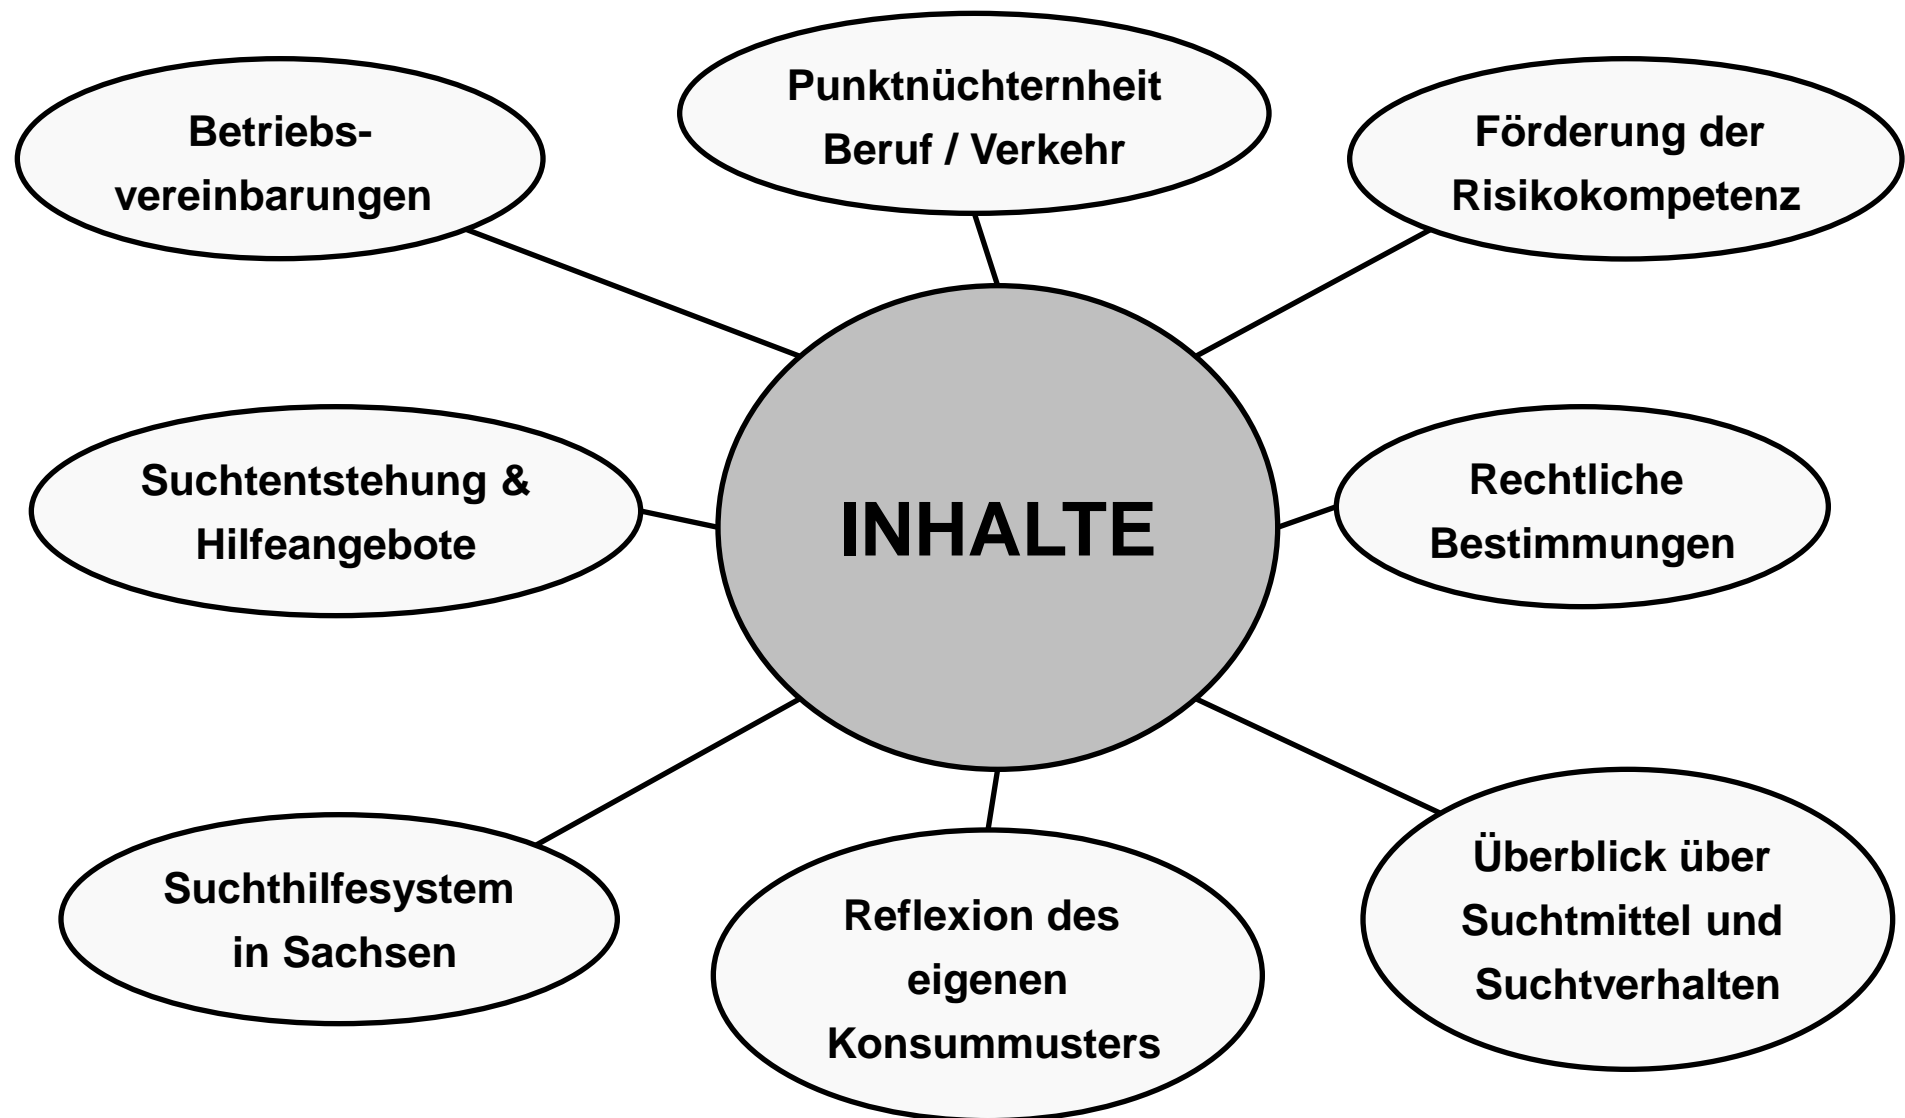 Punktnüchternheit
Beruf / Verkehr
Betriebs-
vereinbarungen
Förderung der
Risikokompetenz
Suchtentstehung &
Hilfeangebote
INHALTE
Rechtliche
Bestimmungen
Suchthilfesystem
in Sachsen
Reflexion des
eigenen
Konsummusters
Überblick über
Suchtmittel und
Suchtverhalten